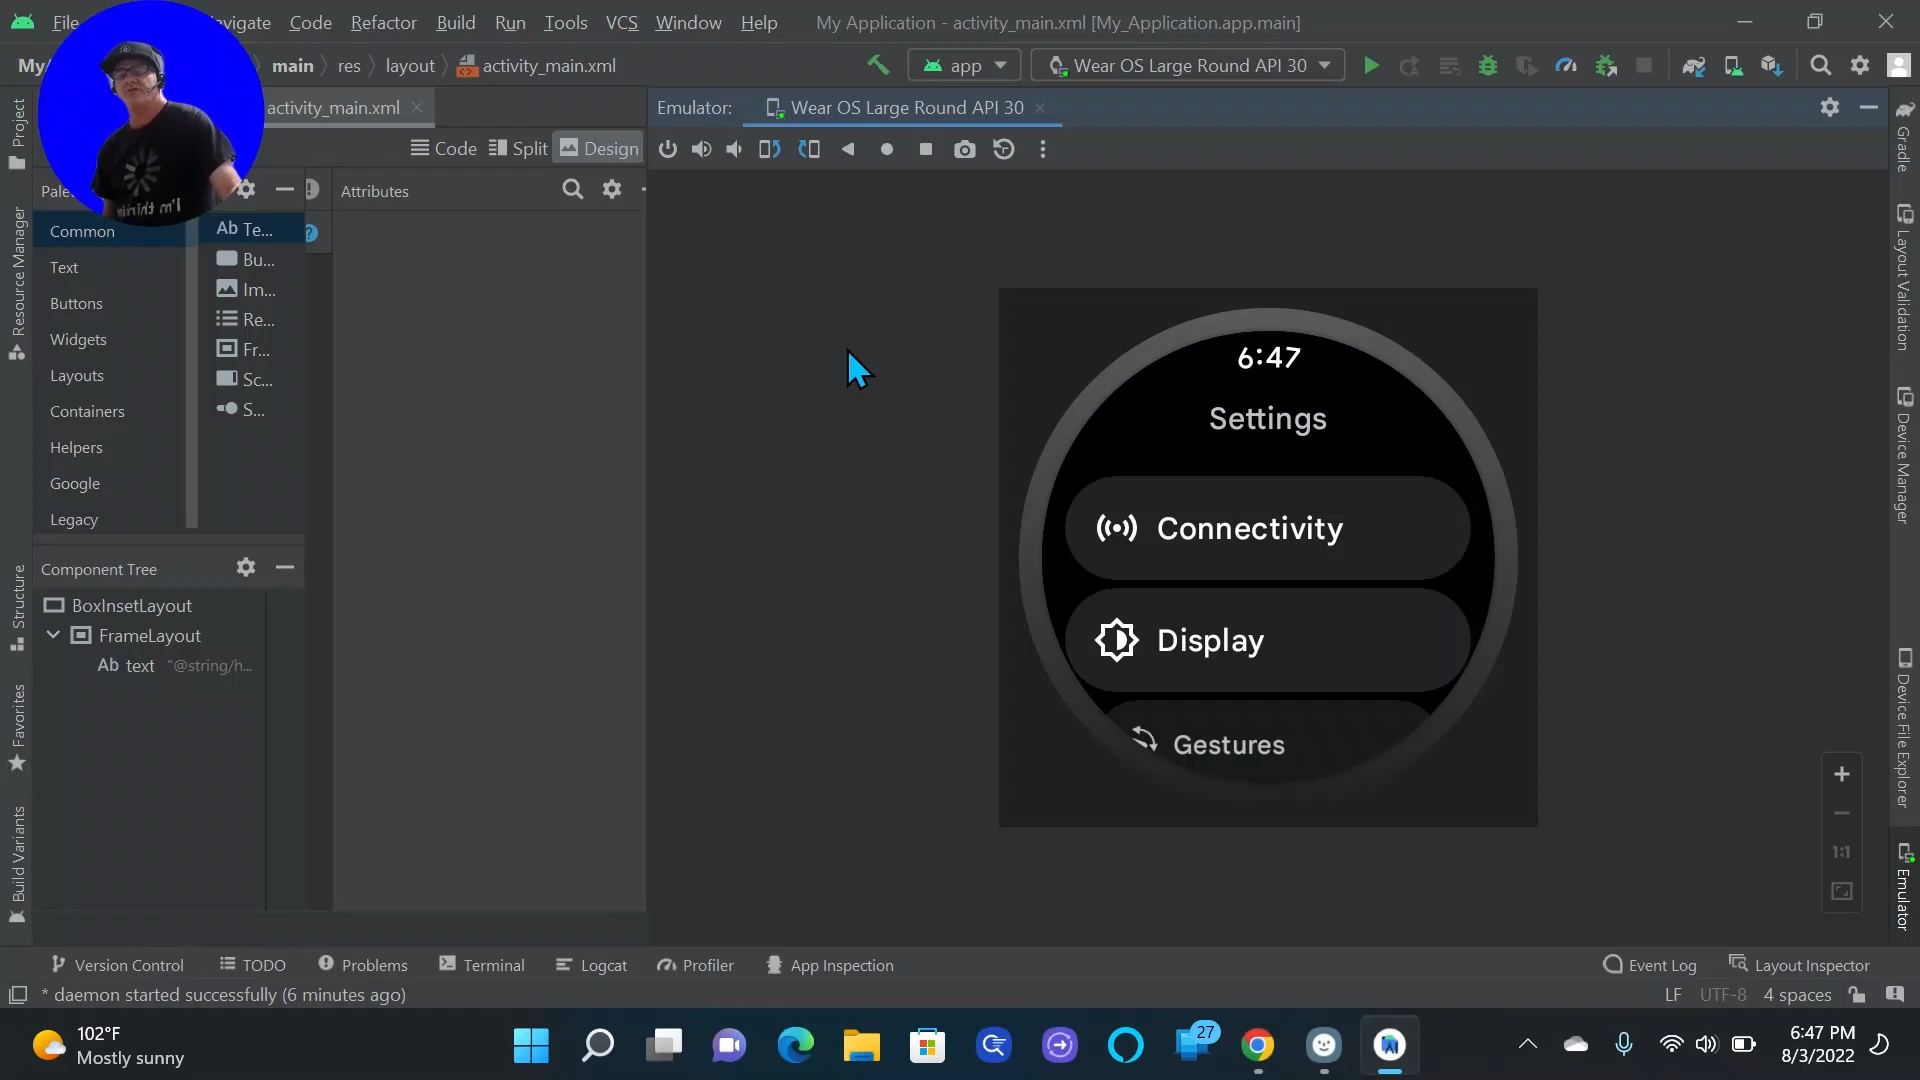 File
Navigate
Code
Refactor
Build
Run
Tools
VCS
Window
Help
My Application - activity_main.xml [My_Application.app.main]
main
res
layout
activity_main.xml
app
Wear OS Large Round API 30
activity_main.xml
Emulator:
Wear OS Large Round API 30
Code
Split
Design
Attributes
Common
Text
Buttons
Widgets
Layouts
Containers
Helpers
Google
Legacy
Ab Te...
Bu...
Im...
Re...
Fr...
Sc...
S...
Component Tree
BoxInsetLayout
FrameLayout
Ab text "@string/h...
6:47
Settings
Connectivity
Display
Gestures
1:1
Project
Resource Manager
Structure
Favorites
Build Variants
Gradle
Layout Validation
Device Manager
Device File Explorer
Emulator
Version Control
TODO
Problems
Terminal
Logcat
Profiler
App Inspection
Event Log
Layout Inspector
* daemon started successfully (6 minutes ago)
LF
UTF-8
4 spaces
102°F
Mostly sunny
27
6:47 PM
8/3/2022